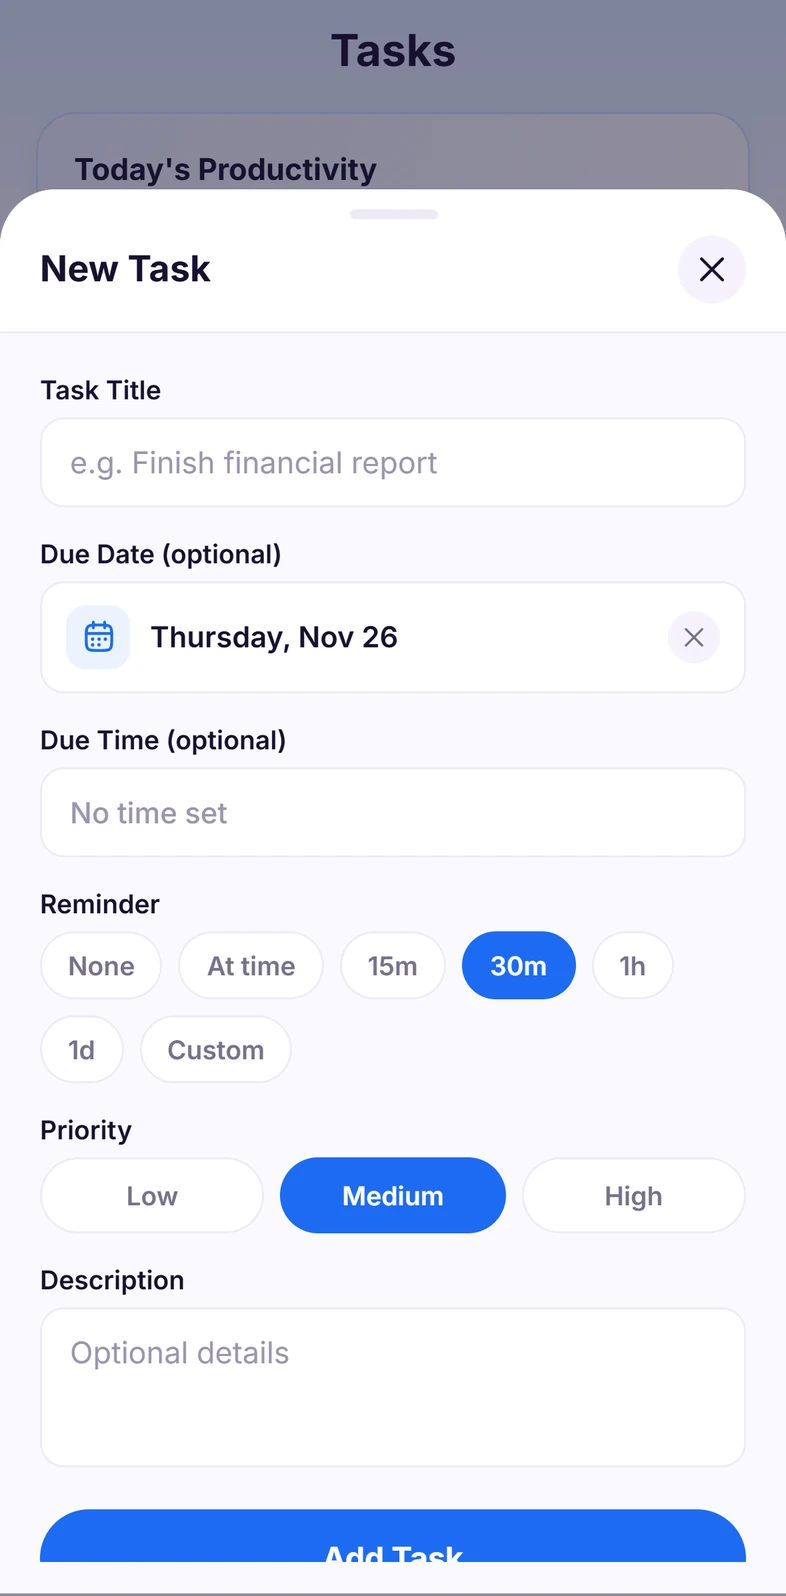 Tasks
Today's Productivity
New Task
Task Title
e.g. Finish financial report
Due Date (optional)
Thursday, Nov 26
Due Time (optional)
No time set
Reminder
None At time 15m 30m 1h
1d Custom
Priority
Low Medium High
Description
Optional details
Add Task